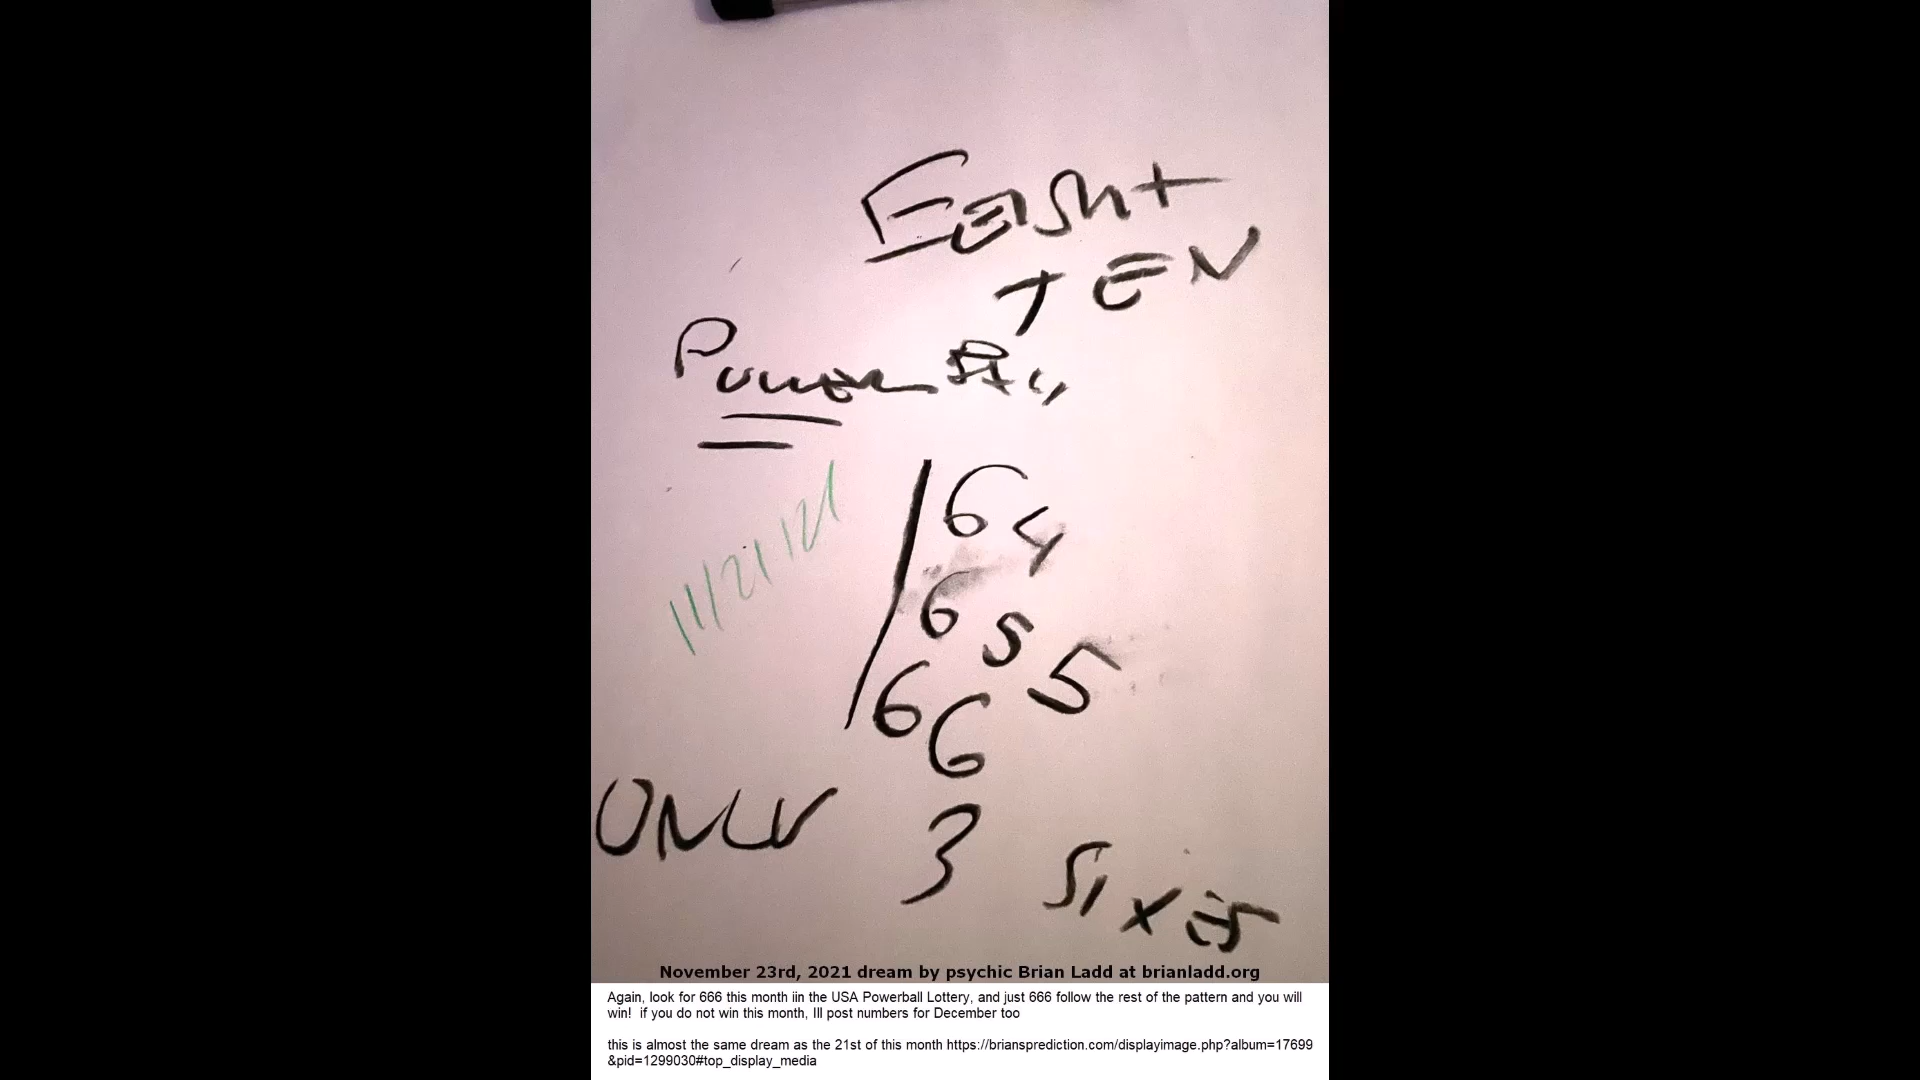 TEN
Power
11/21/21
64
65 5
66
ONLY 3 SIXES
November 23rd, 2021 dream by psychic Brian Ladd at brianladd.org
Again, look for 666 this month iin the USA Powerball Lottery, and just 666 follow the rest of the pattern and you will
win!  if you do not win this month, Ill post numbers for December too
this is almost the same dream as the 21st of this month https://briansprediction.com/displayimage.php?album=17699
&pid=1299030#top_display_media